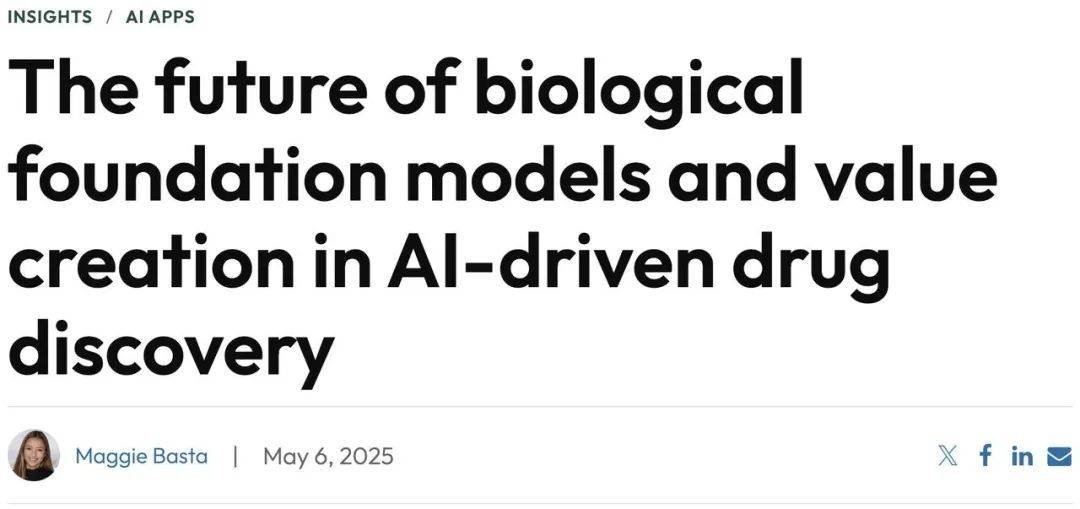 INSIGHTS / AI APPS
The future of biological
foundation models and value
creation in AI-driven drug
discovery
Maggie Basta | May 6, 2025